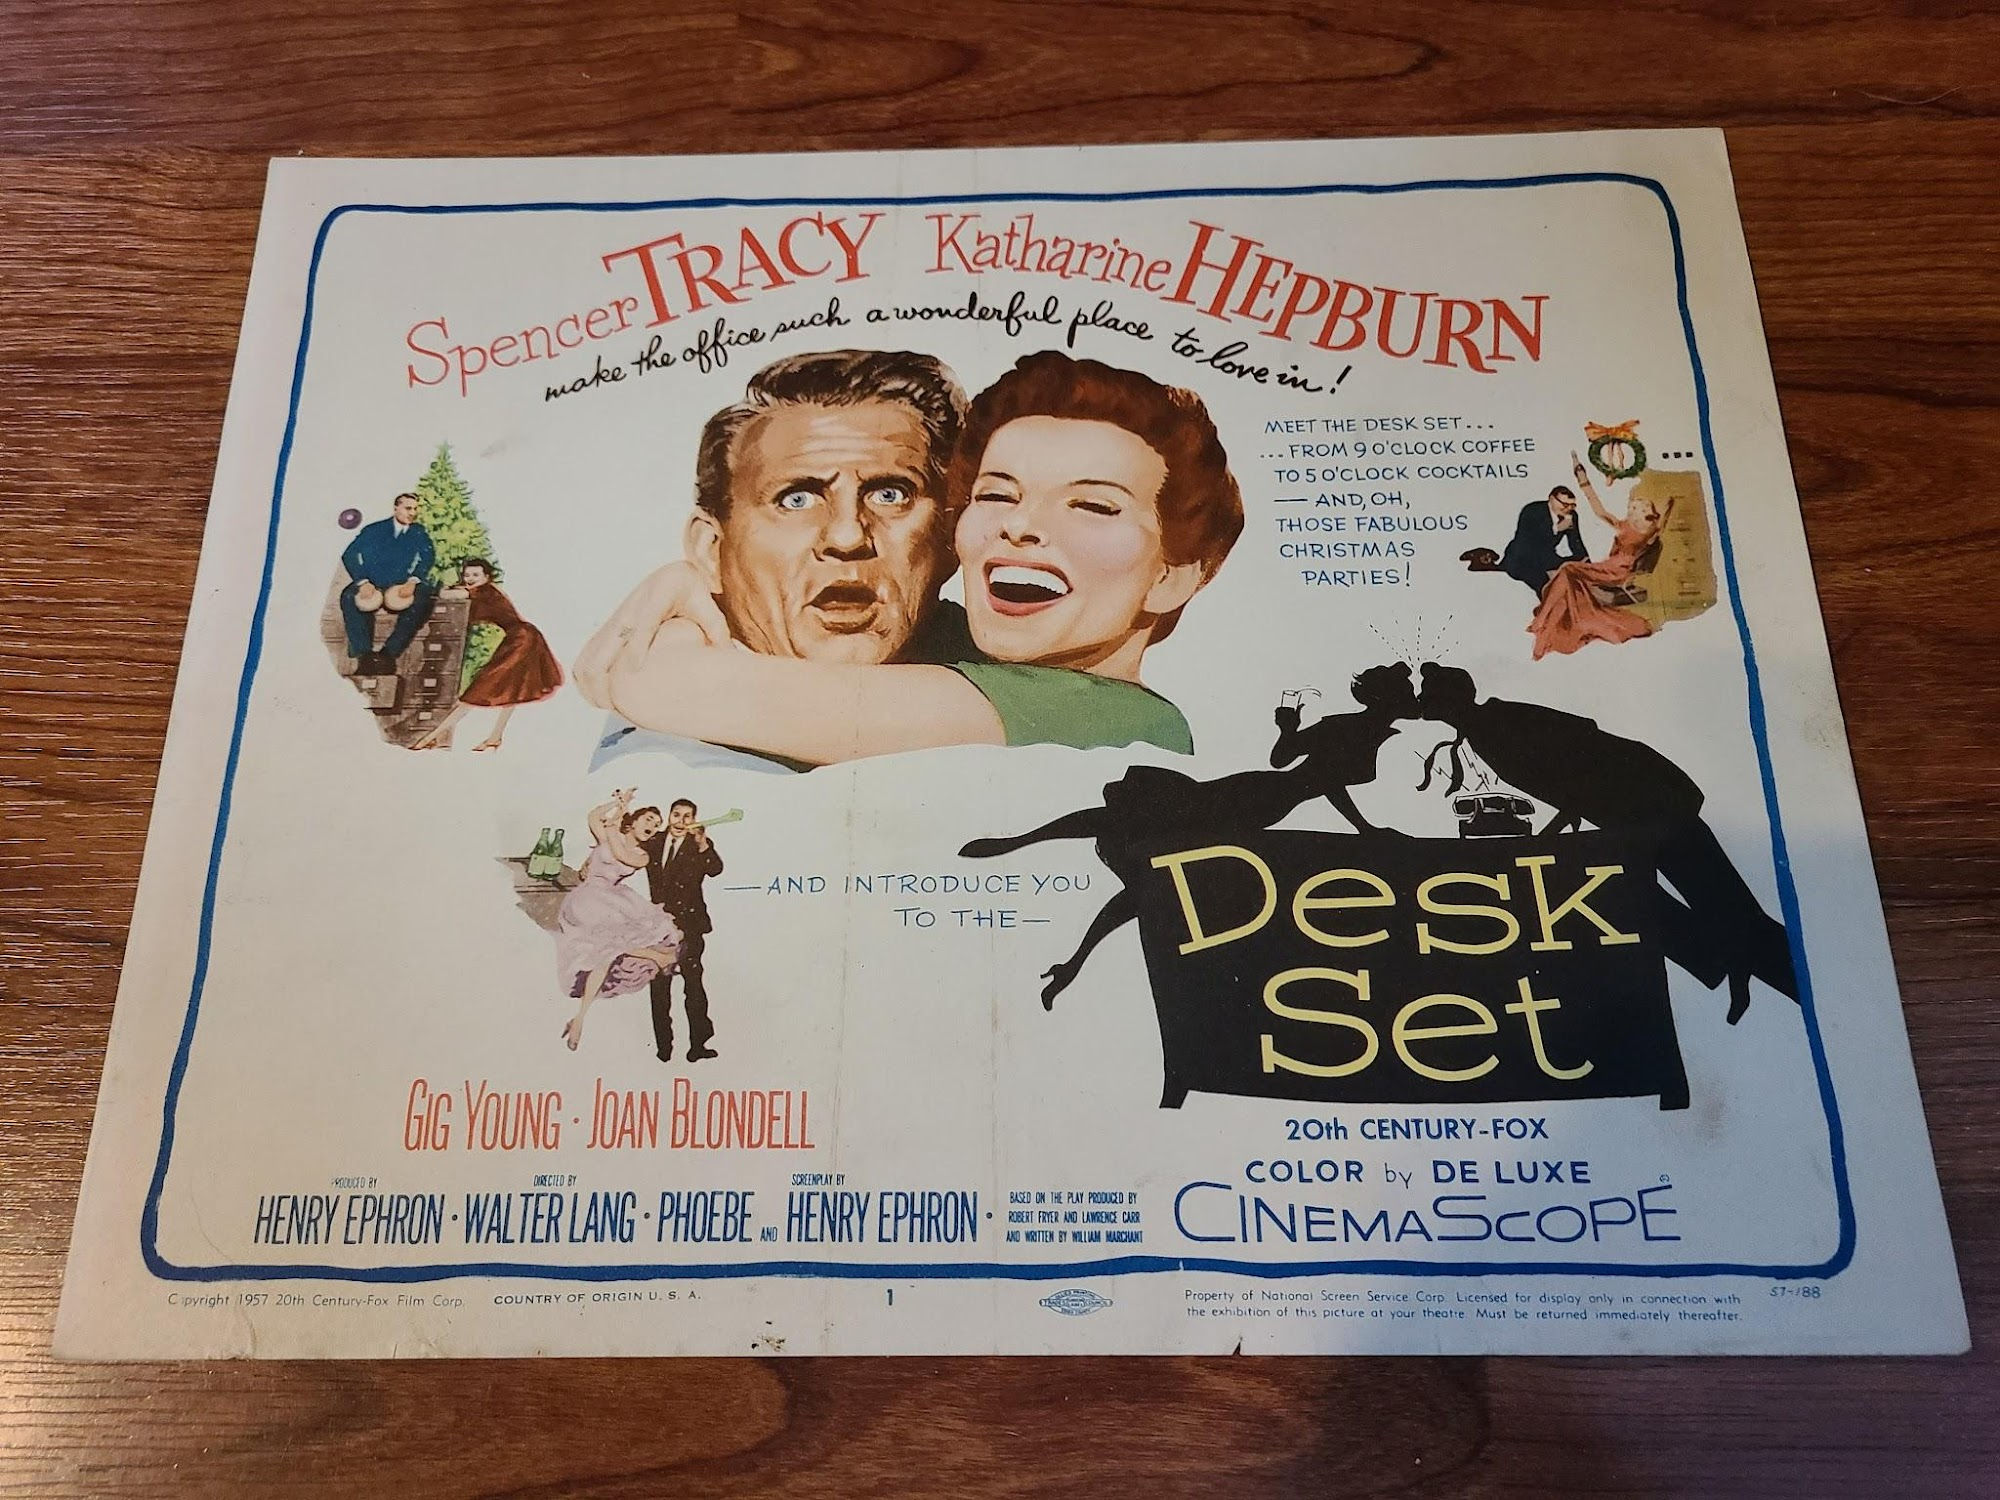 Spencer TRACY Katharine HEPBURN
make the office such a wonderful place to love in!
MEET THE DESK SET...
...FROM 9 O'CLOCK COFFEE
TO 5 O'CLOCK COCKTAILS
— AND, OH,
THOSE FABULOUS
CHRISTMAS
PARTIES!
...
—AND INTRODUCE YOU
TO THE—
Desk
Set
GIG YOUNG · JOAN BLONDELL
PRODUCED BY DIRECTED BY SCREENPLAY BY
HENRY EPHRON · WALTER LANG · PHOEBE AND HENRY EPHRON ·
BASED ON THE PLAY PRODUCED BY
ROBERT FRYER AND LAWRENCE CARR
AND WRITTEN BY WILLIAM MARCHANT
20th CENTURY-FOX
COLOR by DE LUXE
CINEMASCOPE ®
Copyright 1957 20th Century-Fox Film Corp. COUNTRY OF ORIGIN U. S. A.
1
Property of National Screen Service Corp. Licensed for display only in connection with
the exhibition of this picture at your theatre. Must be returned immediately thereafter.
57-188